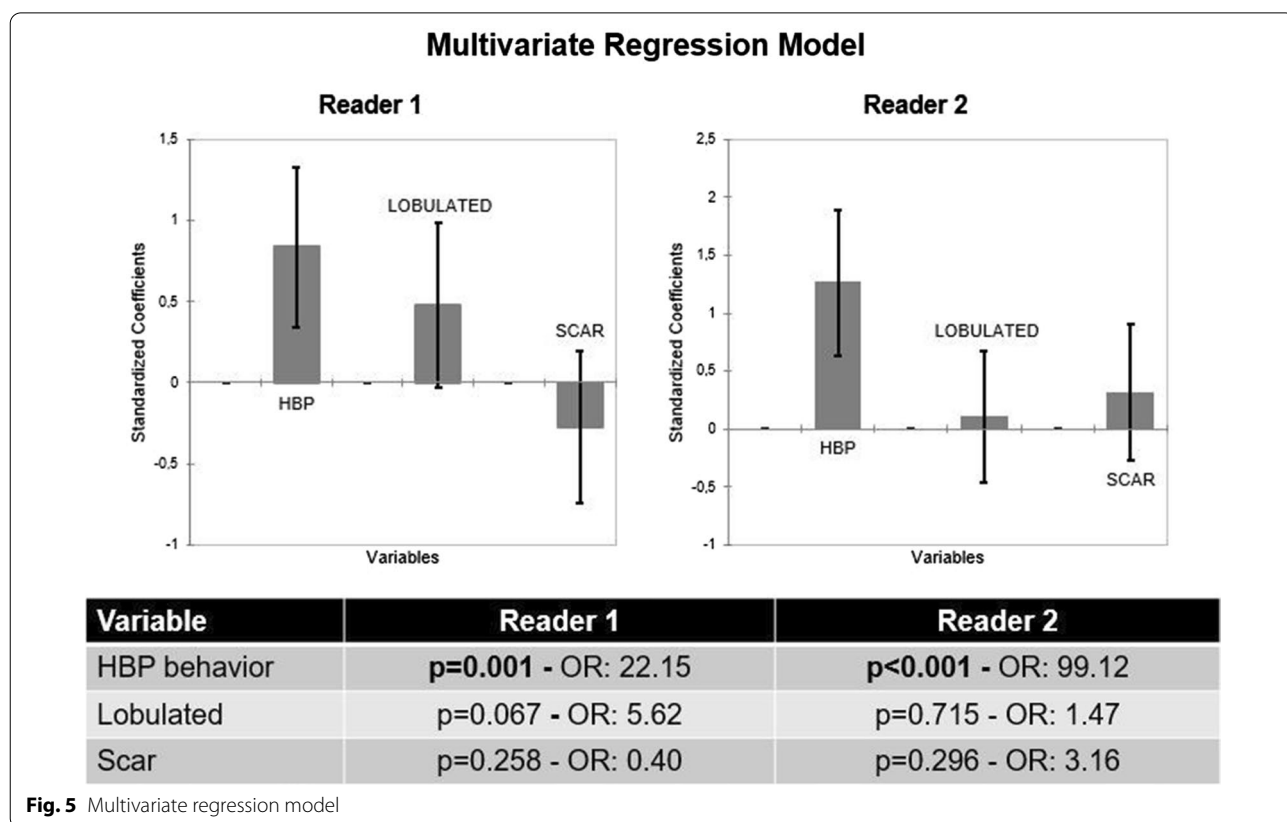 Multivariate Regression Model
Reader 1
1,5
1
0,5
0
-0,5
-1
Standardized Coefficients
HBP
LOBULATED
SCAR
Variables
Reader 2
2,5
2
1,5
1
0,5
0
-0,5
-1
Standardized Coefficients
HBP
LOBULATED
SCAR
Variables
Variable Reader 1 Reader 2
HBP behavior p=0.001 - OR: 22.15 p<0.001 - OR: 99.12
Lobulated p=0.067 - OR: 5.62 p=0.715 - OR: 1.47
Scar p=0.258 - OR: 0.40 p=0.296 - OR: 3.16
Fig. 5 Multivariate regression model